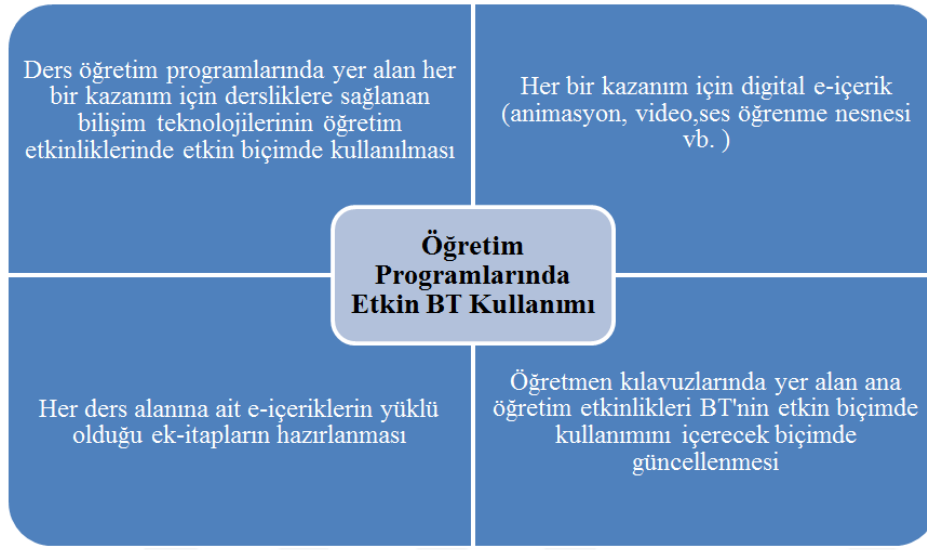 Ders öğretim programlarında yer alan her
bir kazanım için dersliklere sağlanan
bilişim teknolojilerinin öğretim
etkinliklerinde etkin biçimde kullanılması
Her bir kazanım için digital e-içerik
(animasyon, video,ses öğrenme nesnesi
vb. )
Öğretim
Programlarında
Etkin BT Kullanımı
Her ders alanına ait e-içeriklerin yüklü
olduğu ek-itapların hazırlanması
Öğretmen kılavuzlarında yer alan ana
öğretim etkinlikleri BT'nin etkin biçimde
kullanımını içerecek biçimde
güncellenmesi